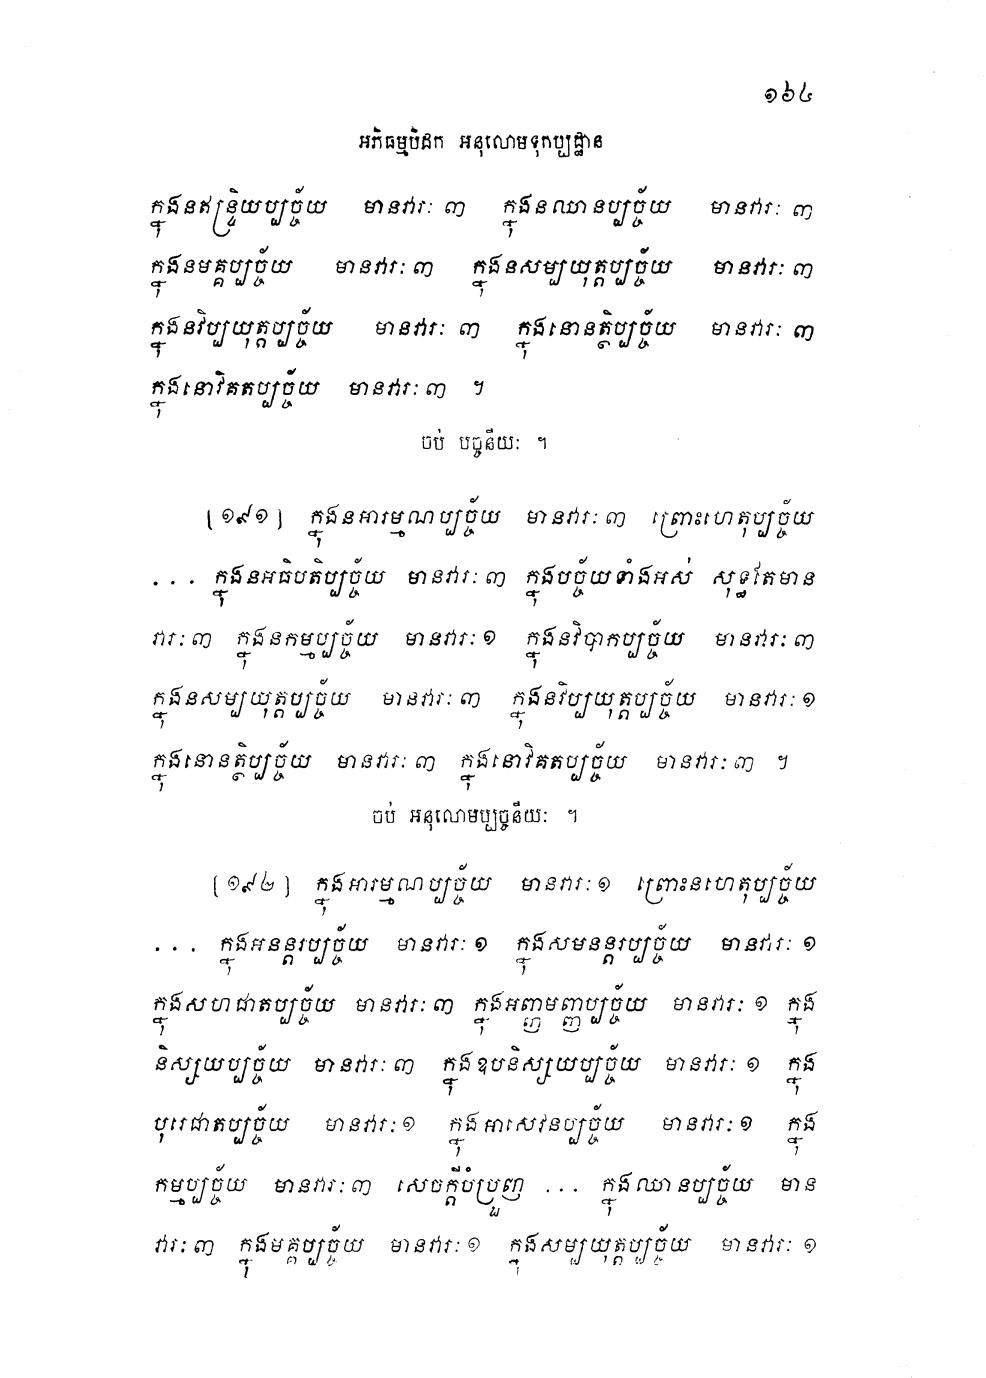 ១៦៤
អភិធម្មបិដក អនុលោមទុកប្បដ្ឋាន
ក្នុងនឥន្ទ្រិយប្បច្ច័យ មានវារៈ ៣ ក្នុងនឈានប្បច្ច័យ មានវារៈ ៣
ក្នុងនមគ្គប្បច្ច័យ មានវារៈ ៣ ក្នុងនសម្បយុត្តប្បច្ច័យ មានវារៈ ៣
ក្នុងនវិប្បយុត្តប្បច្ច័យ មានវារៈ ៣ ក្នុងនោនត្ថិប្បច្ច័យ មានវារៈ ៣
ក្នុងនោវិគតប្បច្ច័យ មានវារៈ ៣ ។
ចប់ បច្ចនីយៈ ។
[១៩១] ក្នុងនអារម្មណប្បច្ច័យ មានវារៈ ៣ ព្រោះហេតុប្បច្ច័យ
... ក្នុងនអធិបតិប្បច្ច័យ មានវារៈ ៣ ក្នុងបច្ច័យទាំងអស់ សុទ្ធតែមាន
វារៈ ៣ ក្នុងនកម្មប្បច្ច័យ មានវារៈ ១ ក្នុងនវិបាកប្បច្ច័យ មានវារៈ ៣
ក្នុងនសម្បយុត្តប្បច្ច័យ មានវារៈ ៣ ក្នុងនវិប្បយុត្តប្បច្ច័យ មានវារៈ ១
ក្នុងនោនត្ថិប្បច្ច័យ មានវារៈ ៣ ក្នុងនោវិគតប្បច្ច័យ មានវារៈ ៣ ។
ចប់ អនុលោមប្បច្ចនីយៈ ។
[១៩២] ក្នុងអារម្មណប្បច្ច័យ មានវារៈ ១ ព្រោះនហេតុប្បច្ច័យ
... ក្នុងអនន្តរប្បច្ច័យ មានវារៈ ១ ក្នុងសមនន្តរប្បច្ច័យ មានវារៈ ១
ក្នុងសហជាតប្បច្ច័យ មានវារៈ ៣ ក្នុងអញ្ញមញ្ញប្បច្ច័យ មានវារៈ ១ ក្នុង
និស្សយប្បច្ច័យ មានវារៈ ៣ ក្នុងឧបនិស្សយប្បច្ច័យ មានវារៈ ១ ក្នុង
បុរេជាតប្បច្ច័យ មានវារៈ ១ ក្នុងអាសេវនប្បច្ច័យ មានវារៈ ១ ក្នុង
កម្មប្បច្ច័យ មានវារៈ ៣ សេចក្តីបំប្រួញ ... ក្នុងឈានប្បច្ច័យ មាន
វារៈ ៣ ក្នុងមគ្គប្បច្ច័យ មានវារៈ ១ ក្នុងសម្បយុត្តប្បច្ច័យ មានវារៈ ១